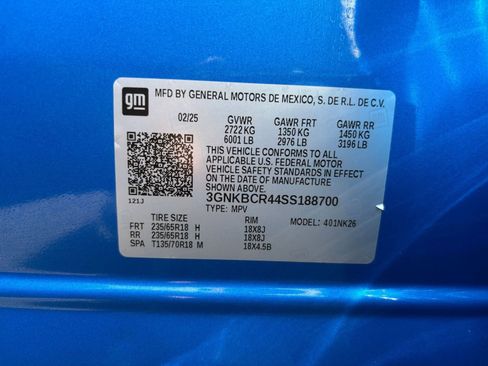 gm
MFD BY GENERAL MOTORS DE MEXICO, S. DE R.L. DE C.V.
02/25 GVWR GAWR FRT GAWR RR
2722 KG 1350 KG 1450 KG
6001 LB 2976 LB 3196 LB
THIS VEHICLE CONFORMS TO ALL
APPLICABLE U.S. FEDERAL MOTOR
VEHICLE SAFETY STANDARDS IN EFFECT
ON THE DATE OF MANUFACTURE
SHOWN ABOVE.
121J 3GNKBCR44SS188700
TYPE: MPV
TIRE SIZE RIM MODEL: 401NK26
FRT 235/65R18 H 18X8J
RR 235/65R18 H 18X8J
SPA T135/70R18 M 18X4.5B